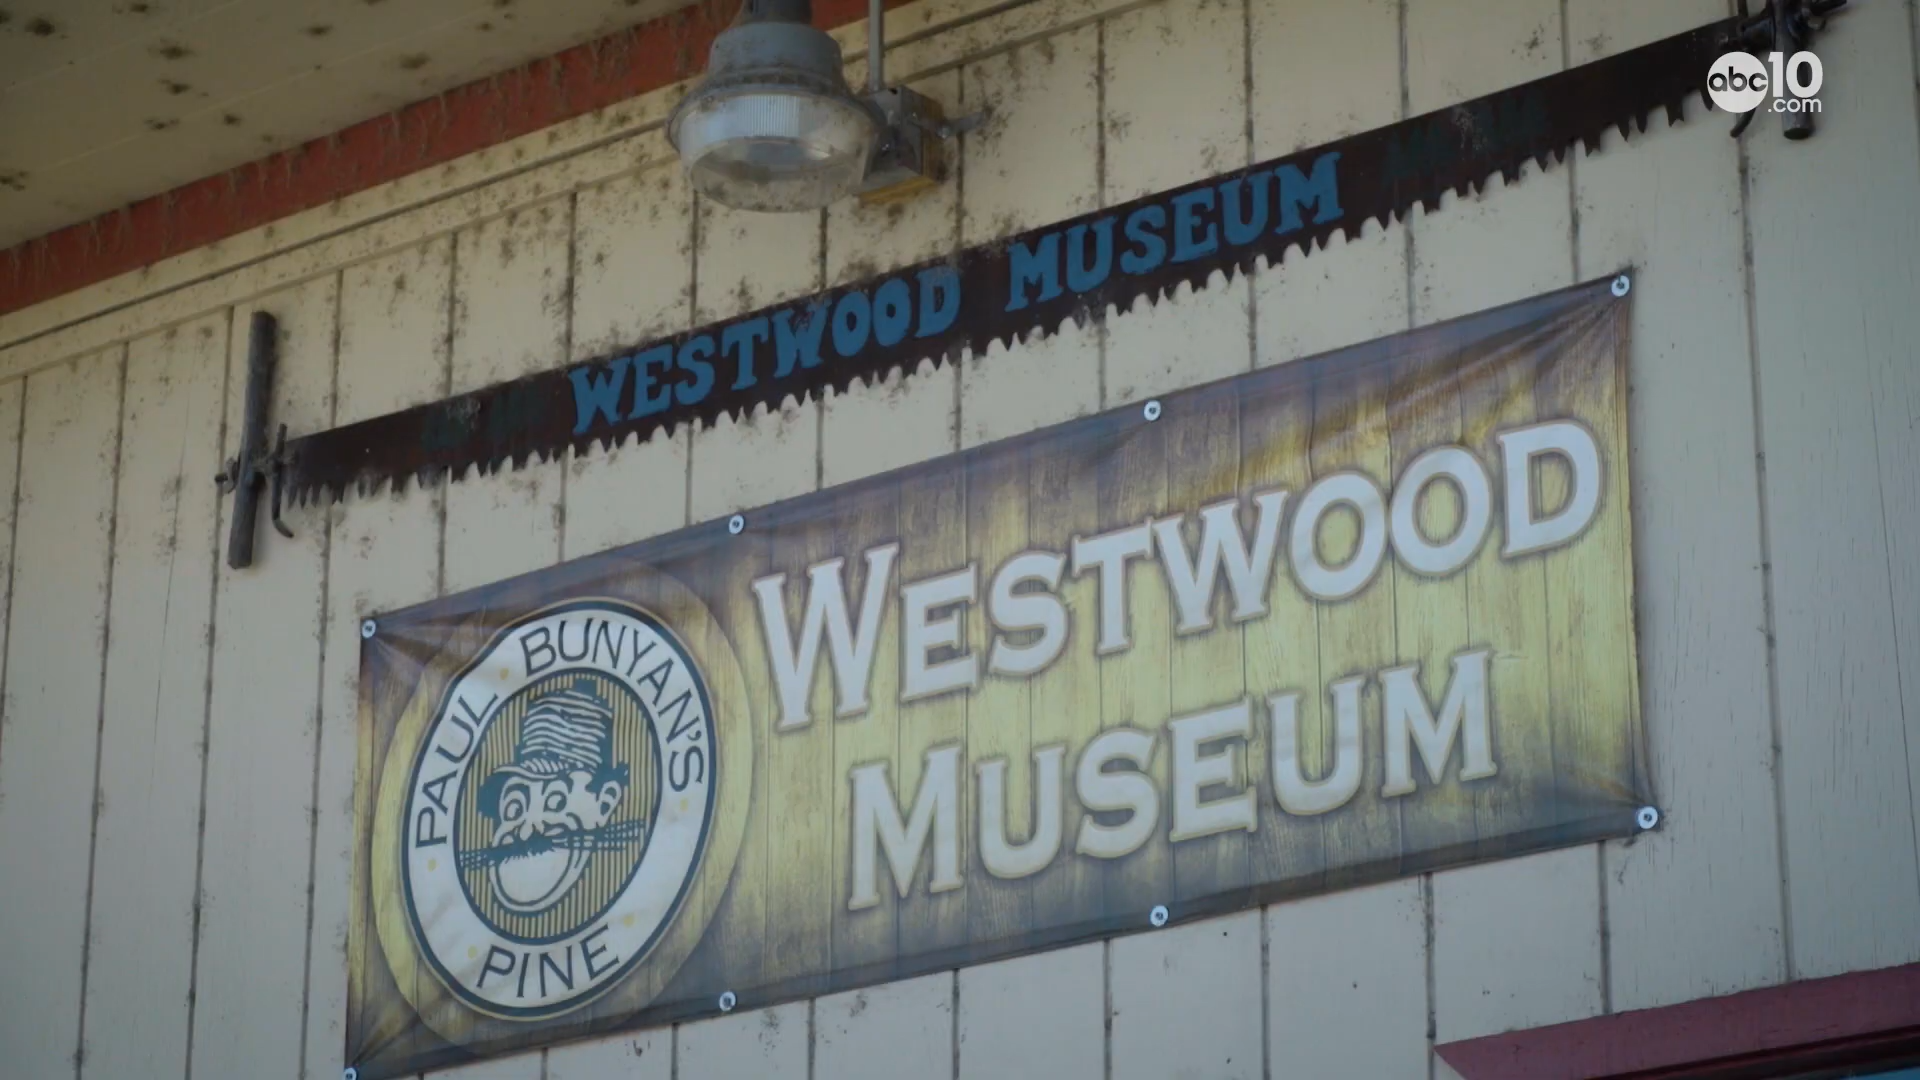 abc10
.com
WESTWOOD MUSEUM
PAUL BUNYAN'S
PINE
WESTWOOD
MUSEUM